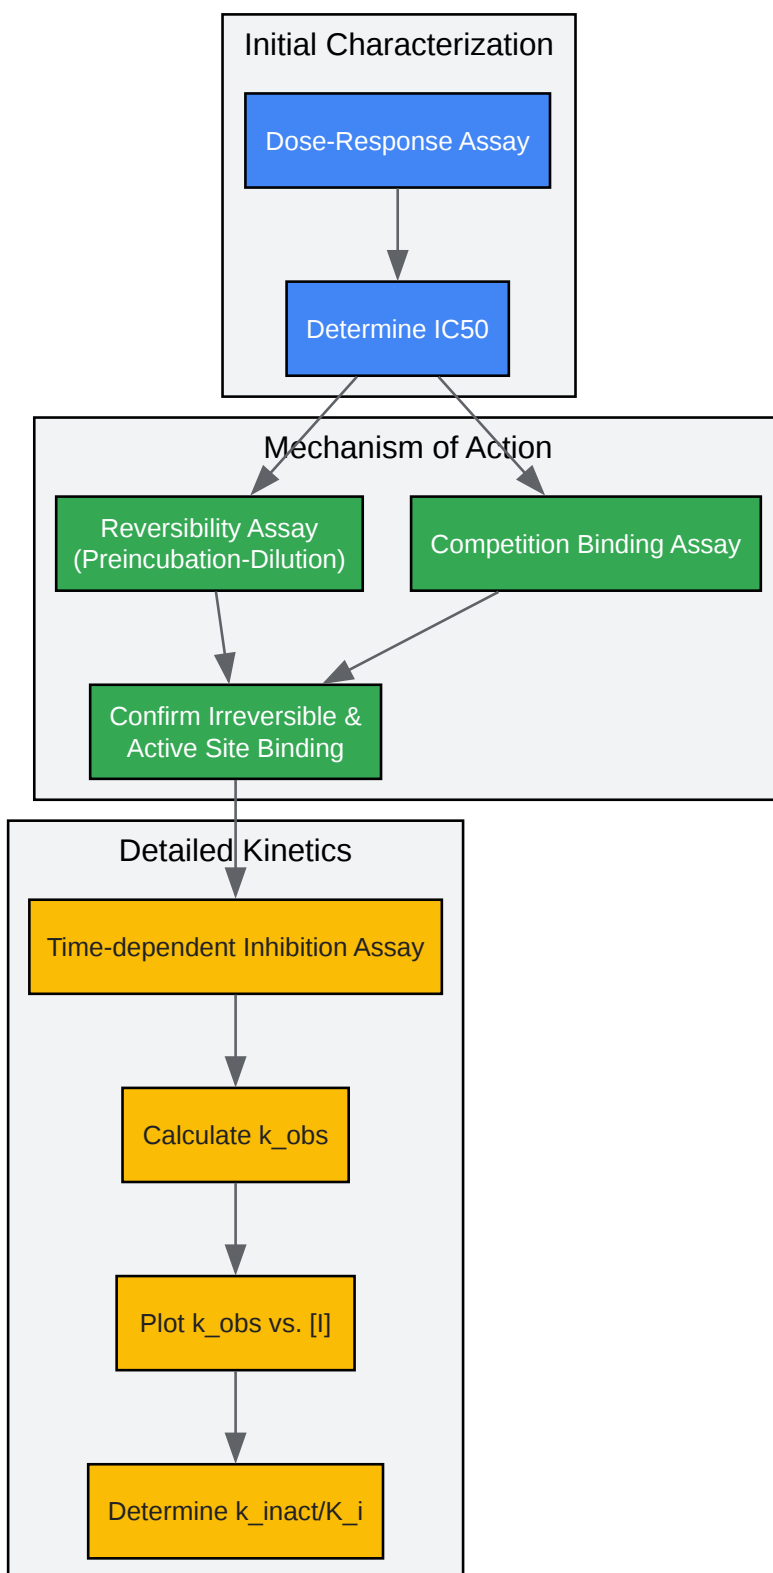 Initial Characterization
Dose-Response Assay
Determine IC50
Mechanism of Action
Reversibility Assay
(Preincubation-Dilution)
Competition Binding Assay
Confirm Irreversible &
Active Site Binding
Detailed Kinetics
Time-dependent Inhibition Assay
Calculate k_obs
Plot k_obs vs. [I]
Determine k_inact/K_i